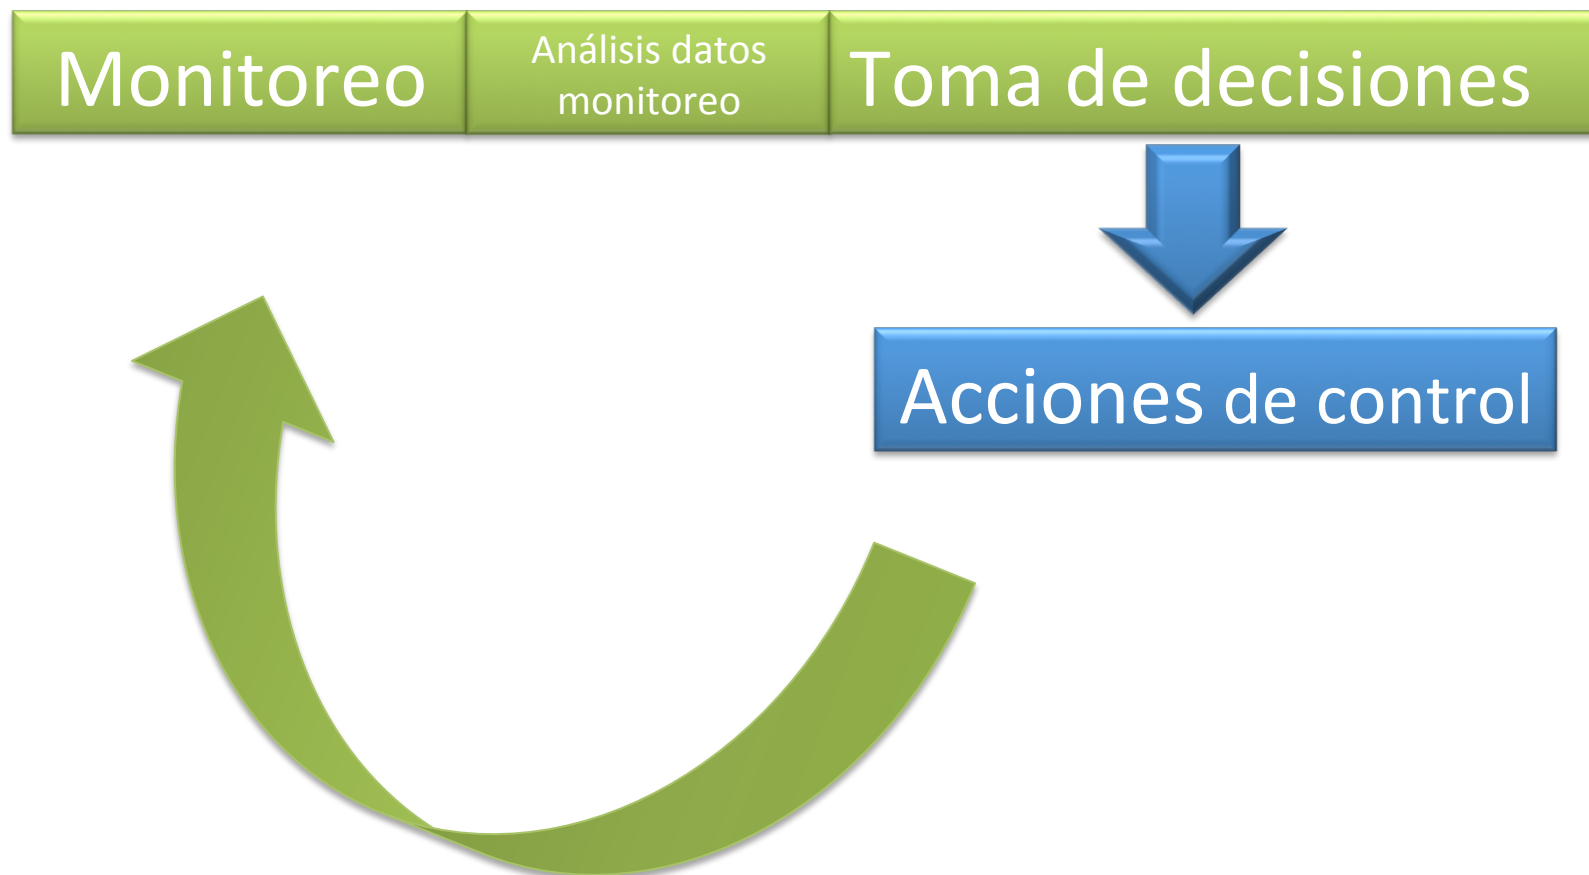 Monitoreo
Análisis datos
monitoreo
Toma de decisiones
Acciones de control